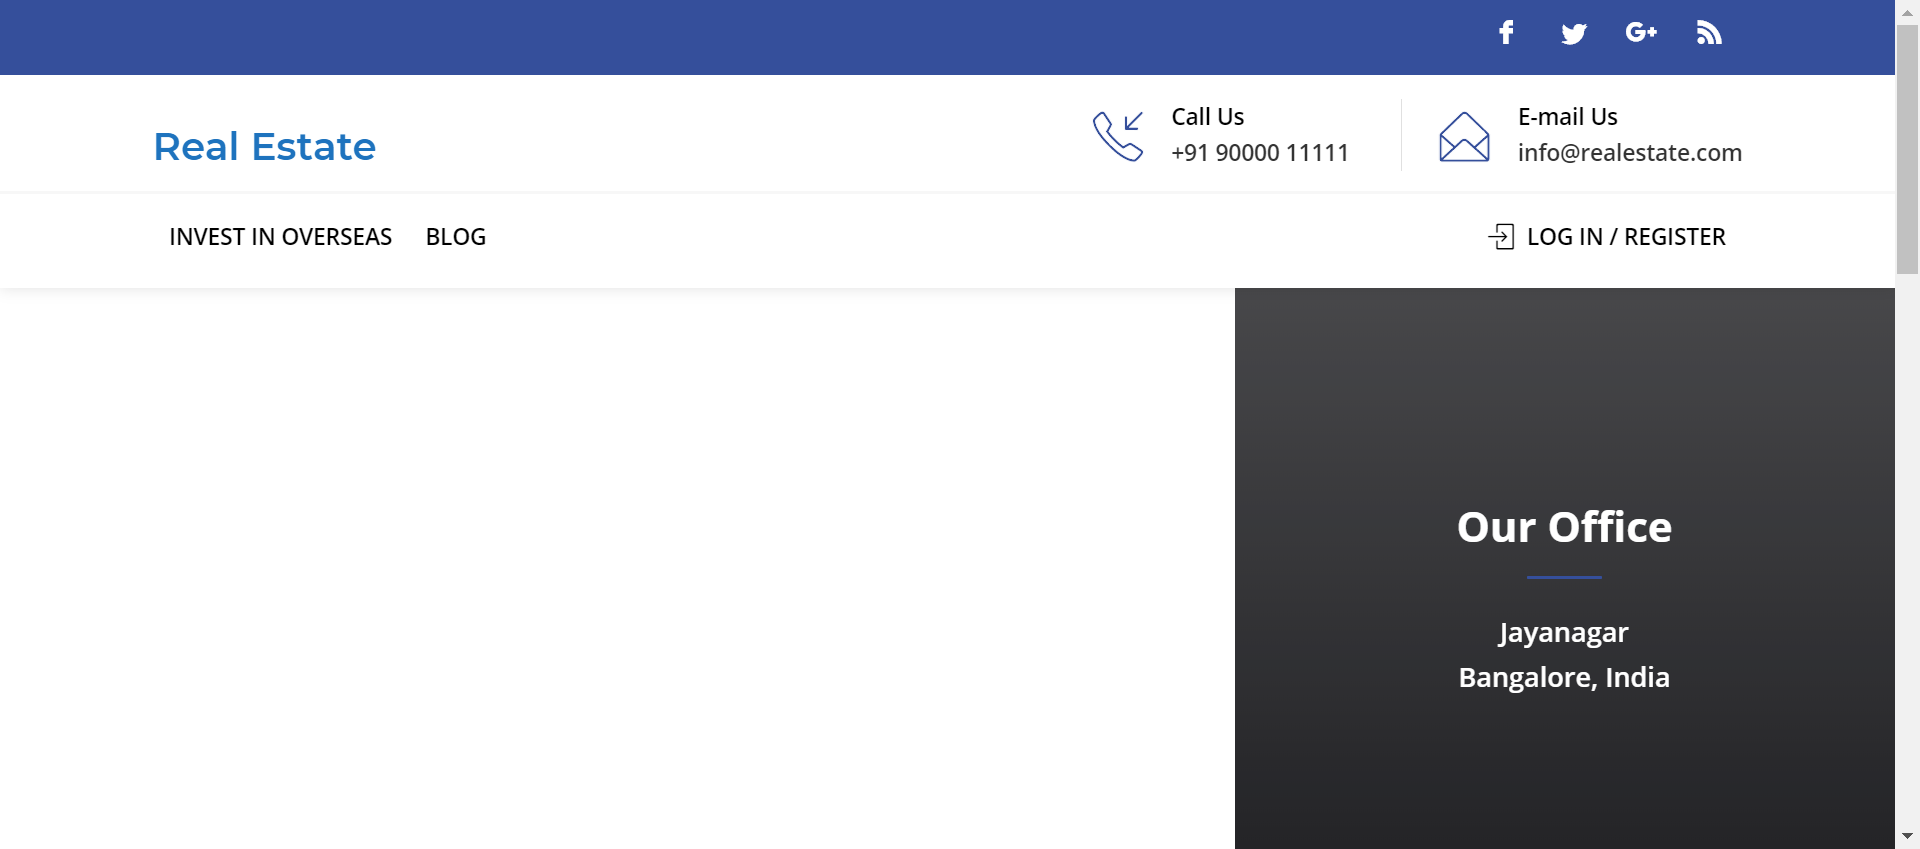 Real Estate
Call Us
+91 90000 11111
E-mail Us
info@realestate.com
INVEST IN OVERSEAS
BLOG
LOG IN / REGISTER
Our Office
Jayanagar
Bangalore, India